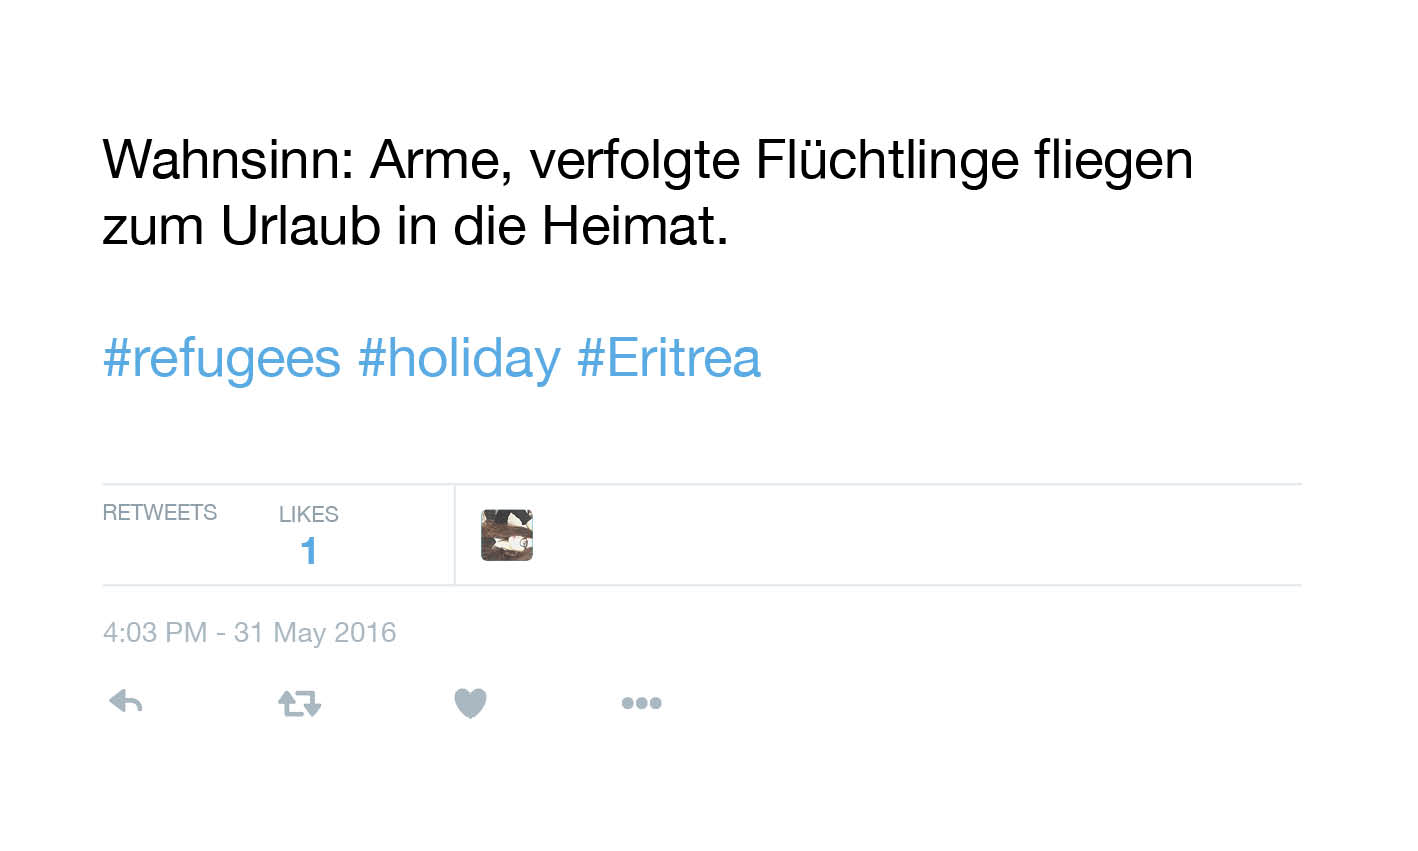 Wahnsinn: Arme, verfolgte Flüchtlinge fliegen
zum Urlaub in die Heimat.
#refugees #holiday #Eritrea
RETWEETS LIKES
1
4:03 PM - 31 May 2016